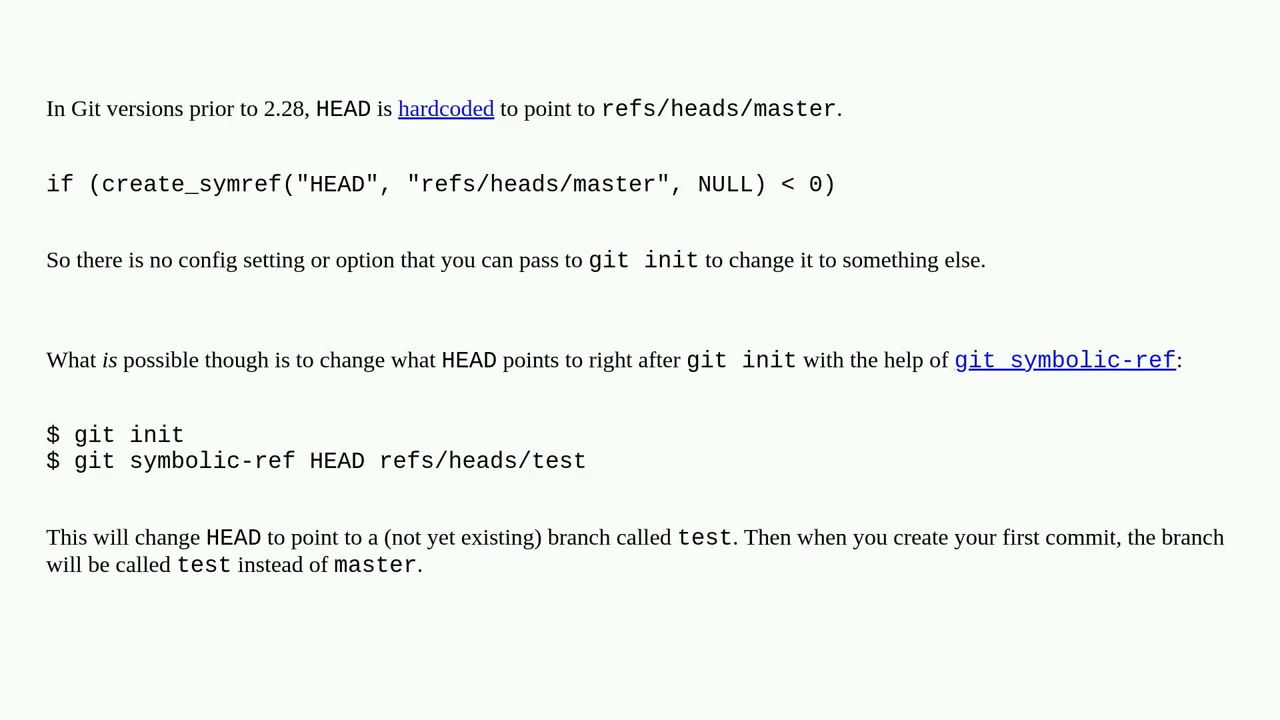 In Git versions prior to 2.28, HEAD is hardcoded to point to refs/heads/master.
if (create_symref("HEAD", "refs/heads/master", NULL) < 0)
So there is no config setting or option that you can pass to git init to change it to something else.
What is possible though is to change what HEAD points to right after git init with the help of git symbolic-ref:
$ git init
$ git symbolic-ref HEAD refs/heads/test
This will change HEAD to point to a (not yet existing) branch called test. Then when you create your first commit, the branch
will be called test instead of master.